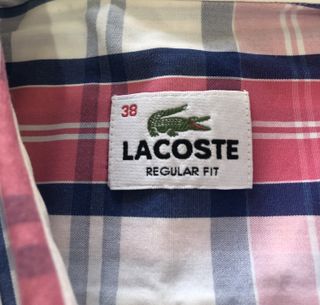 38
LACOSTE
REGULAR FIT